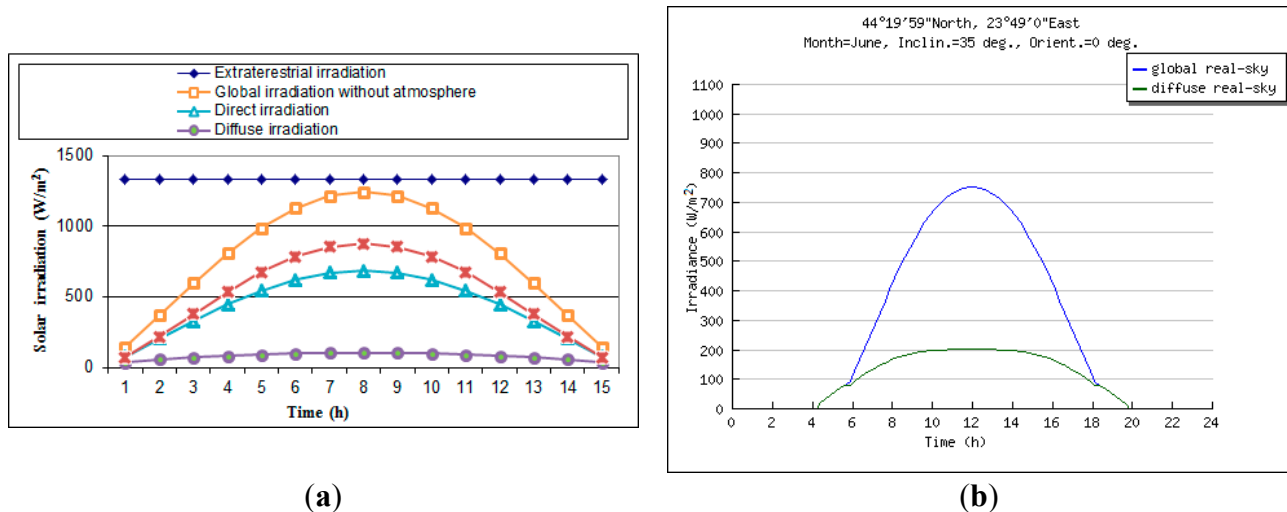 Extraterestrial irradiation
Global irradiation without atmosphere
Direct irradiation
Diffuse irradiation
Solar irradiation (W/m²)
1500
1000
500
0
1 2 3 4 5 6 7 8 9 10 11 12 13 14 15
Time (h)
(a)
44°19'59"North, 23°49'0"East
Month=June, Inclin.=35 deg., Orient.=0 deg.
global real-sky
diffuse real-sky
Irradiance (W/m²)
1100
1000
900
800
700
600
500
400
300
200
100
0
0 2 4 6 8 10 12 14 16 18 20 22 24
Time (h)
(b)